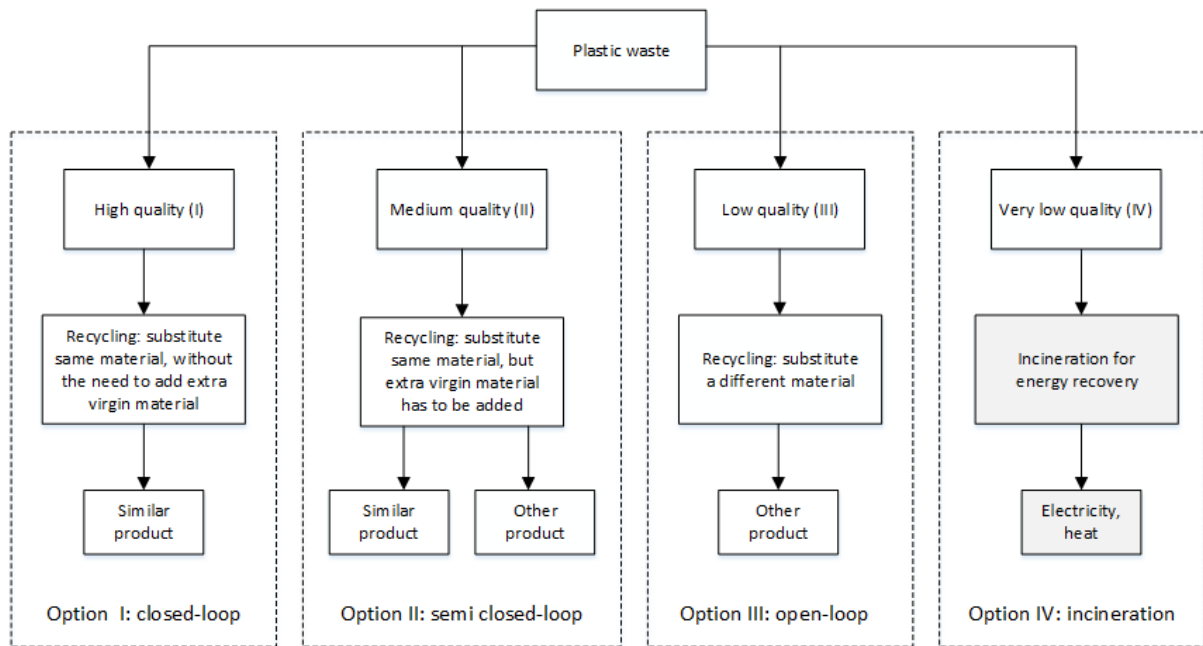 Plastic waste
High quality (I)
Medium quality (II)
Low quality (III)
Very low quality (IV)
Recycling: substitute
same material, without
the need to add extra
virgin material
Recycling: substitute
same material, but
extra virgin material
has to be added
Recycling: substitute
a different material
Incineration for
energy recovery
Similar
product
Similar
product
Other
product
Other
product
Electricity,
heat
Option I: closed-loop
Option II: semi closed-loop
Option III: open-loop
Option IV: incineration